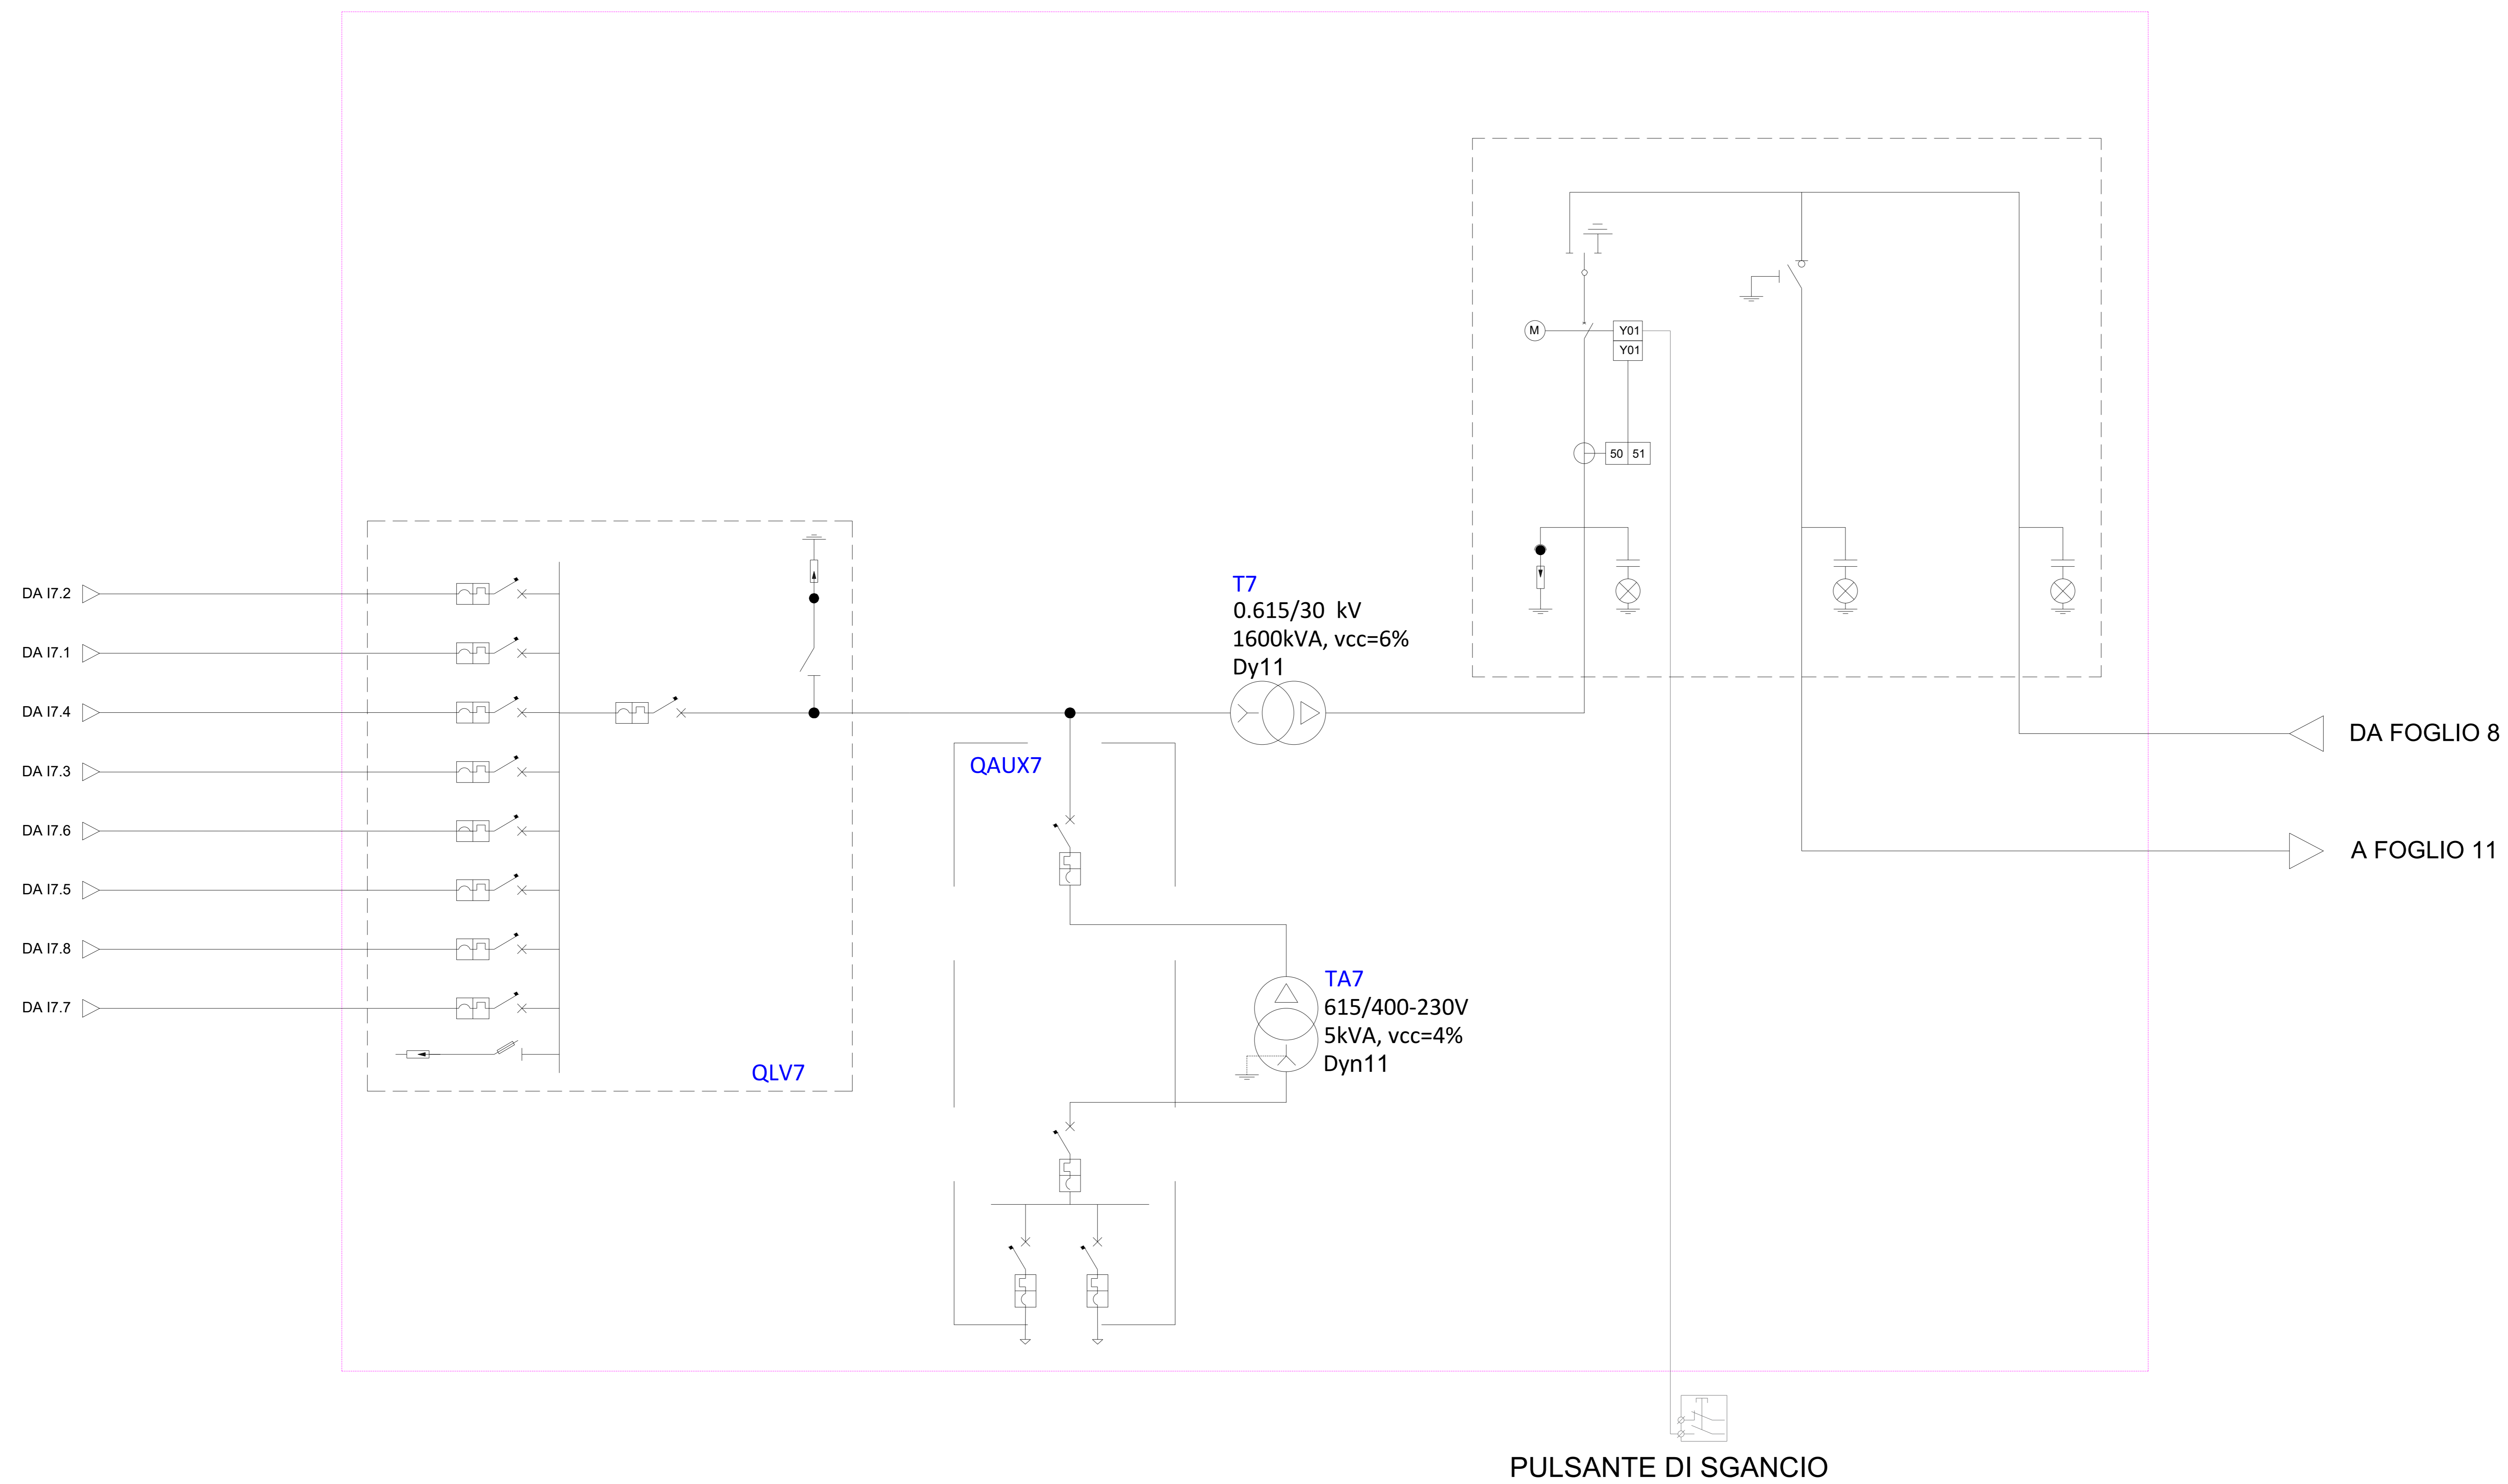 M
Y01
Y01
50 51
DA I7.2
DA I7.1
DA I7.4
DA I7.3
DA I7.6
DA I7.5
DA I7.8
DA I7.7
QLV7
T7
0.615/30 kV
1600kVA, vcc=6%
Dy11
QAUX7
TA7
615/400-230V
5kVA, vcc=4%
Dyn11
DA FOGLIO 8
A FOGLIO 11
PULSANTE DI SGANCIO